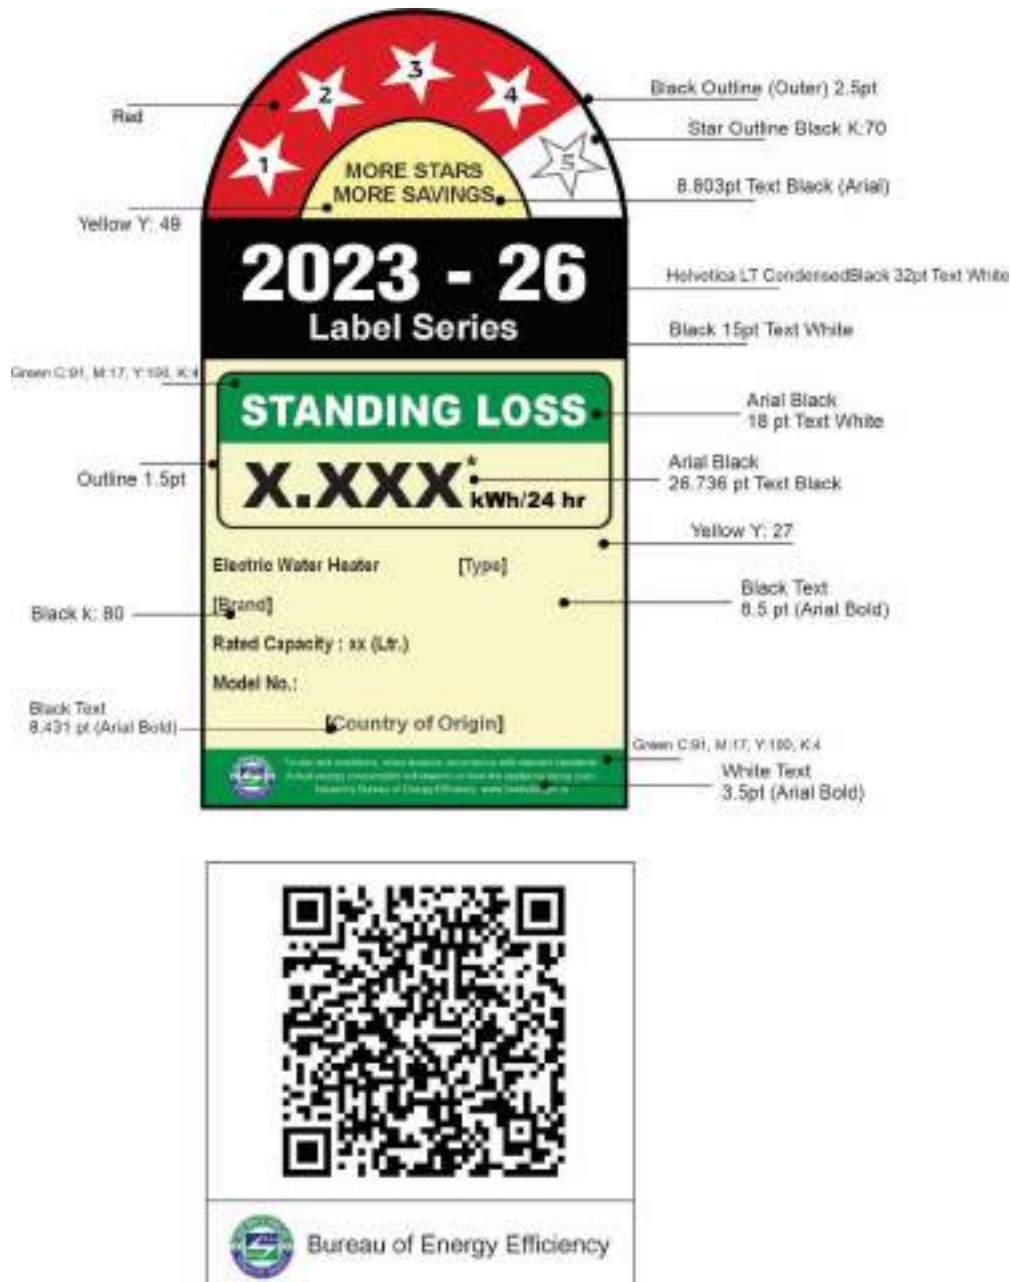 3
2
4
1
5
MORE STARS
MORE SAVINGS
2023 - 26
Label Series
STANDING LOSS
X.XXX*
kWh/24 hr
Electric Water Heater [Type]
[Brand]
Rated Capacity : xx (Ltr.)
Model No.:
[Country of Origin]
Red
Yellow Y: 49
Green C:91, M:17, Y:100, K:4
Outline 1.5pt
Black k: 80
Black Text
8.431 pt (Arial Bold)
Black Outline (Outer) 2.5pt
Star Outline Black K:70
8.803pt Text Black (Arial)
Helvetica LT CondensedBlack 32pt Text White
Black 15pt Text White
Arial Black
18 pt Text White
Arial Black
26.736 pt Text Black
Yellow Y: 27
Black Text
8.5 pt (Arial Bold)
Green C:91, M:17, Y:100, K:4
White Text
3.5pt (Arial Bold)
Bureau of Energy Efficiency